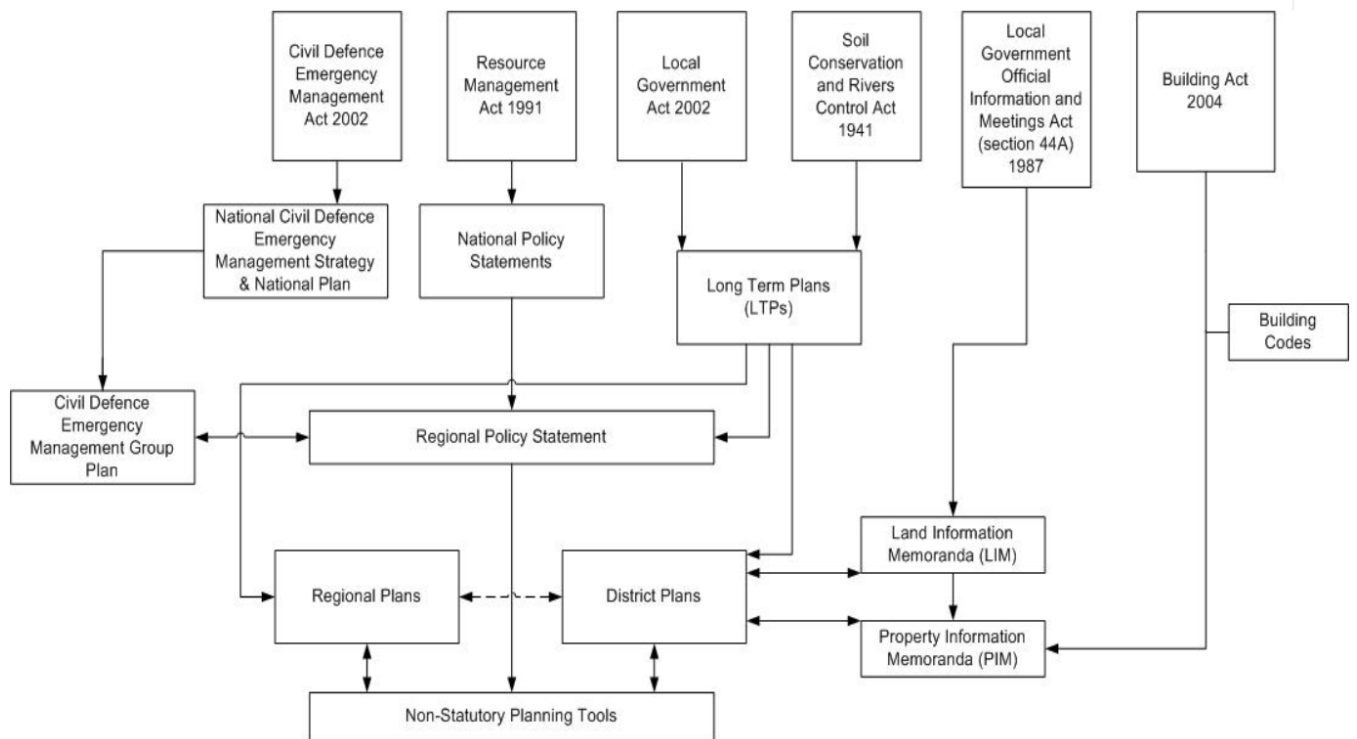 Civil Defence
Emergency
Management
Act 2002
Resource
Management
Act 1991
Local
Government
Act 2002
Soil
Conservation
and Rivers
Control Act
1941
Local
Government
Official
Information and
Meetings Act
(section 44A)
1987
Building Act
2004
National Civil Defence
Emergency
Management Strategy
& National Plan
National Policy
Statements
Long Term Plans
(LTPs)
Building
Codes
Civil Defence
Emergency
Management Group
Plan
Regional Policy Statement
Land Information
Memoranda (LIM)
Regional Plans
District Plans
Property Information
Memoranda (PIM)
Non-Statutory Planning Tools